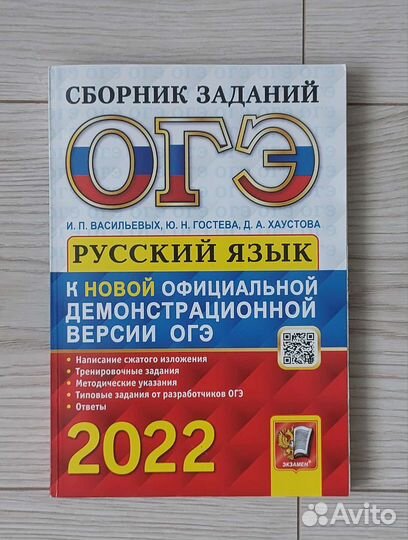 СБОРНИК ЗАДАНИЙ
ОГЭ
И. П. ВАСИЛЬЕВЫХ, Ю. Н. ГОСТЕВА, Д. А. ХАУСТОВА
РУССКИЙ ЯЗЫК
К НОВОЙ ОФИЦИАЛЬНОЙ
ДЕМОНСТРАЦИОННОЙ
ВЕРСИИ ОГЭ
• Написание сжатого изложения
• Тренировочные задания
• Методические указания
• Типовые задания от разработчиков ОГЭ
• Ответы
2022
ЭКЗАМЕН®
Avito